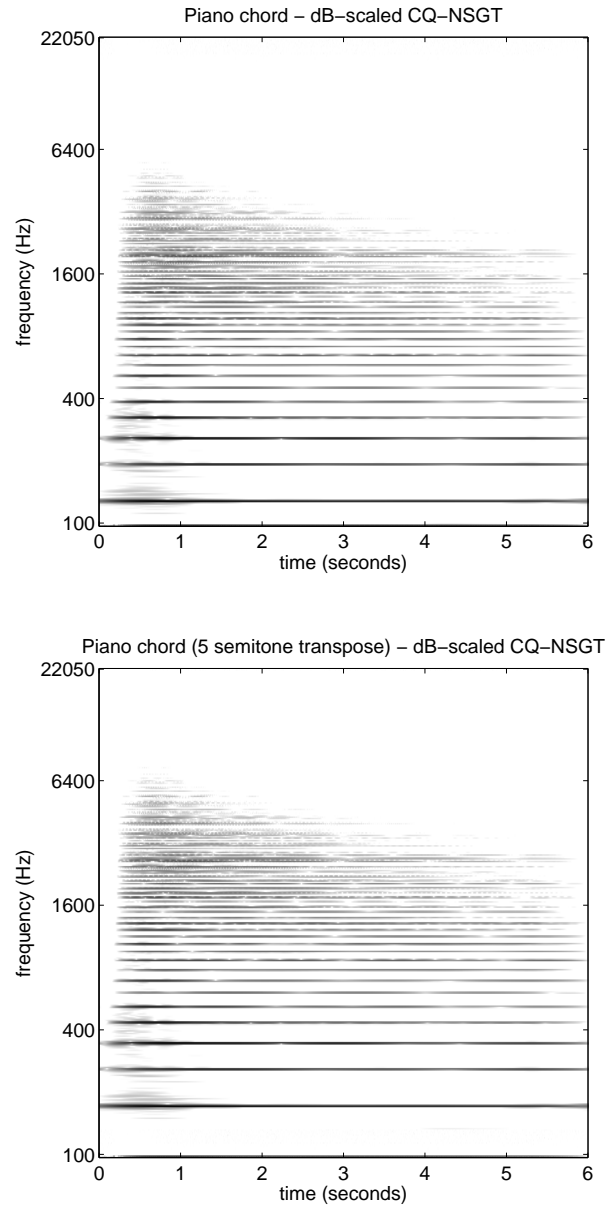 Piano chord – dB–scaled CQ–NSGT
22050
6400
1600
400
100
frequency (Hz)
0 1 2 3 4 5 6
time (seconds)
Piano chord (5 semitone transpose) – dB–scaled CQ–NSGT
22050
6400
1600
400
100
frequency (Hz)
0 1 2 3 4 5 6
time (seconds)